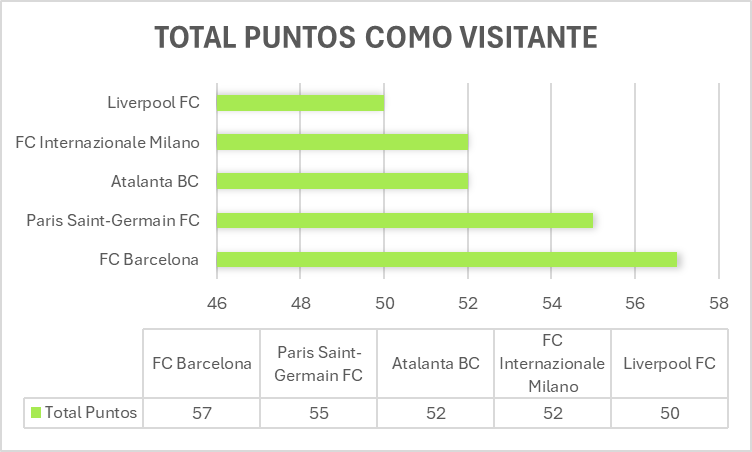 TOTAL PUNTOS COMO VISITANTE
Liverpool FC
FC Internazionale Milano
Atalanta BC
Paris Saint-Germain FC
FC Barcelona
46 48 50 52 54 56 58
FC Barcelona
Paris Saint-
Germain FC
Atalanta BC
FC
Internazionale
Milano
Liverpool FC
Total Puntos 57 55 52 52 50